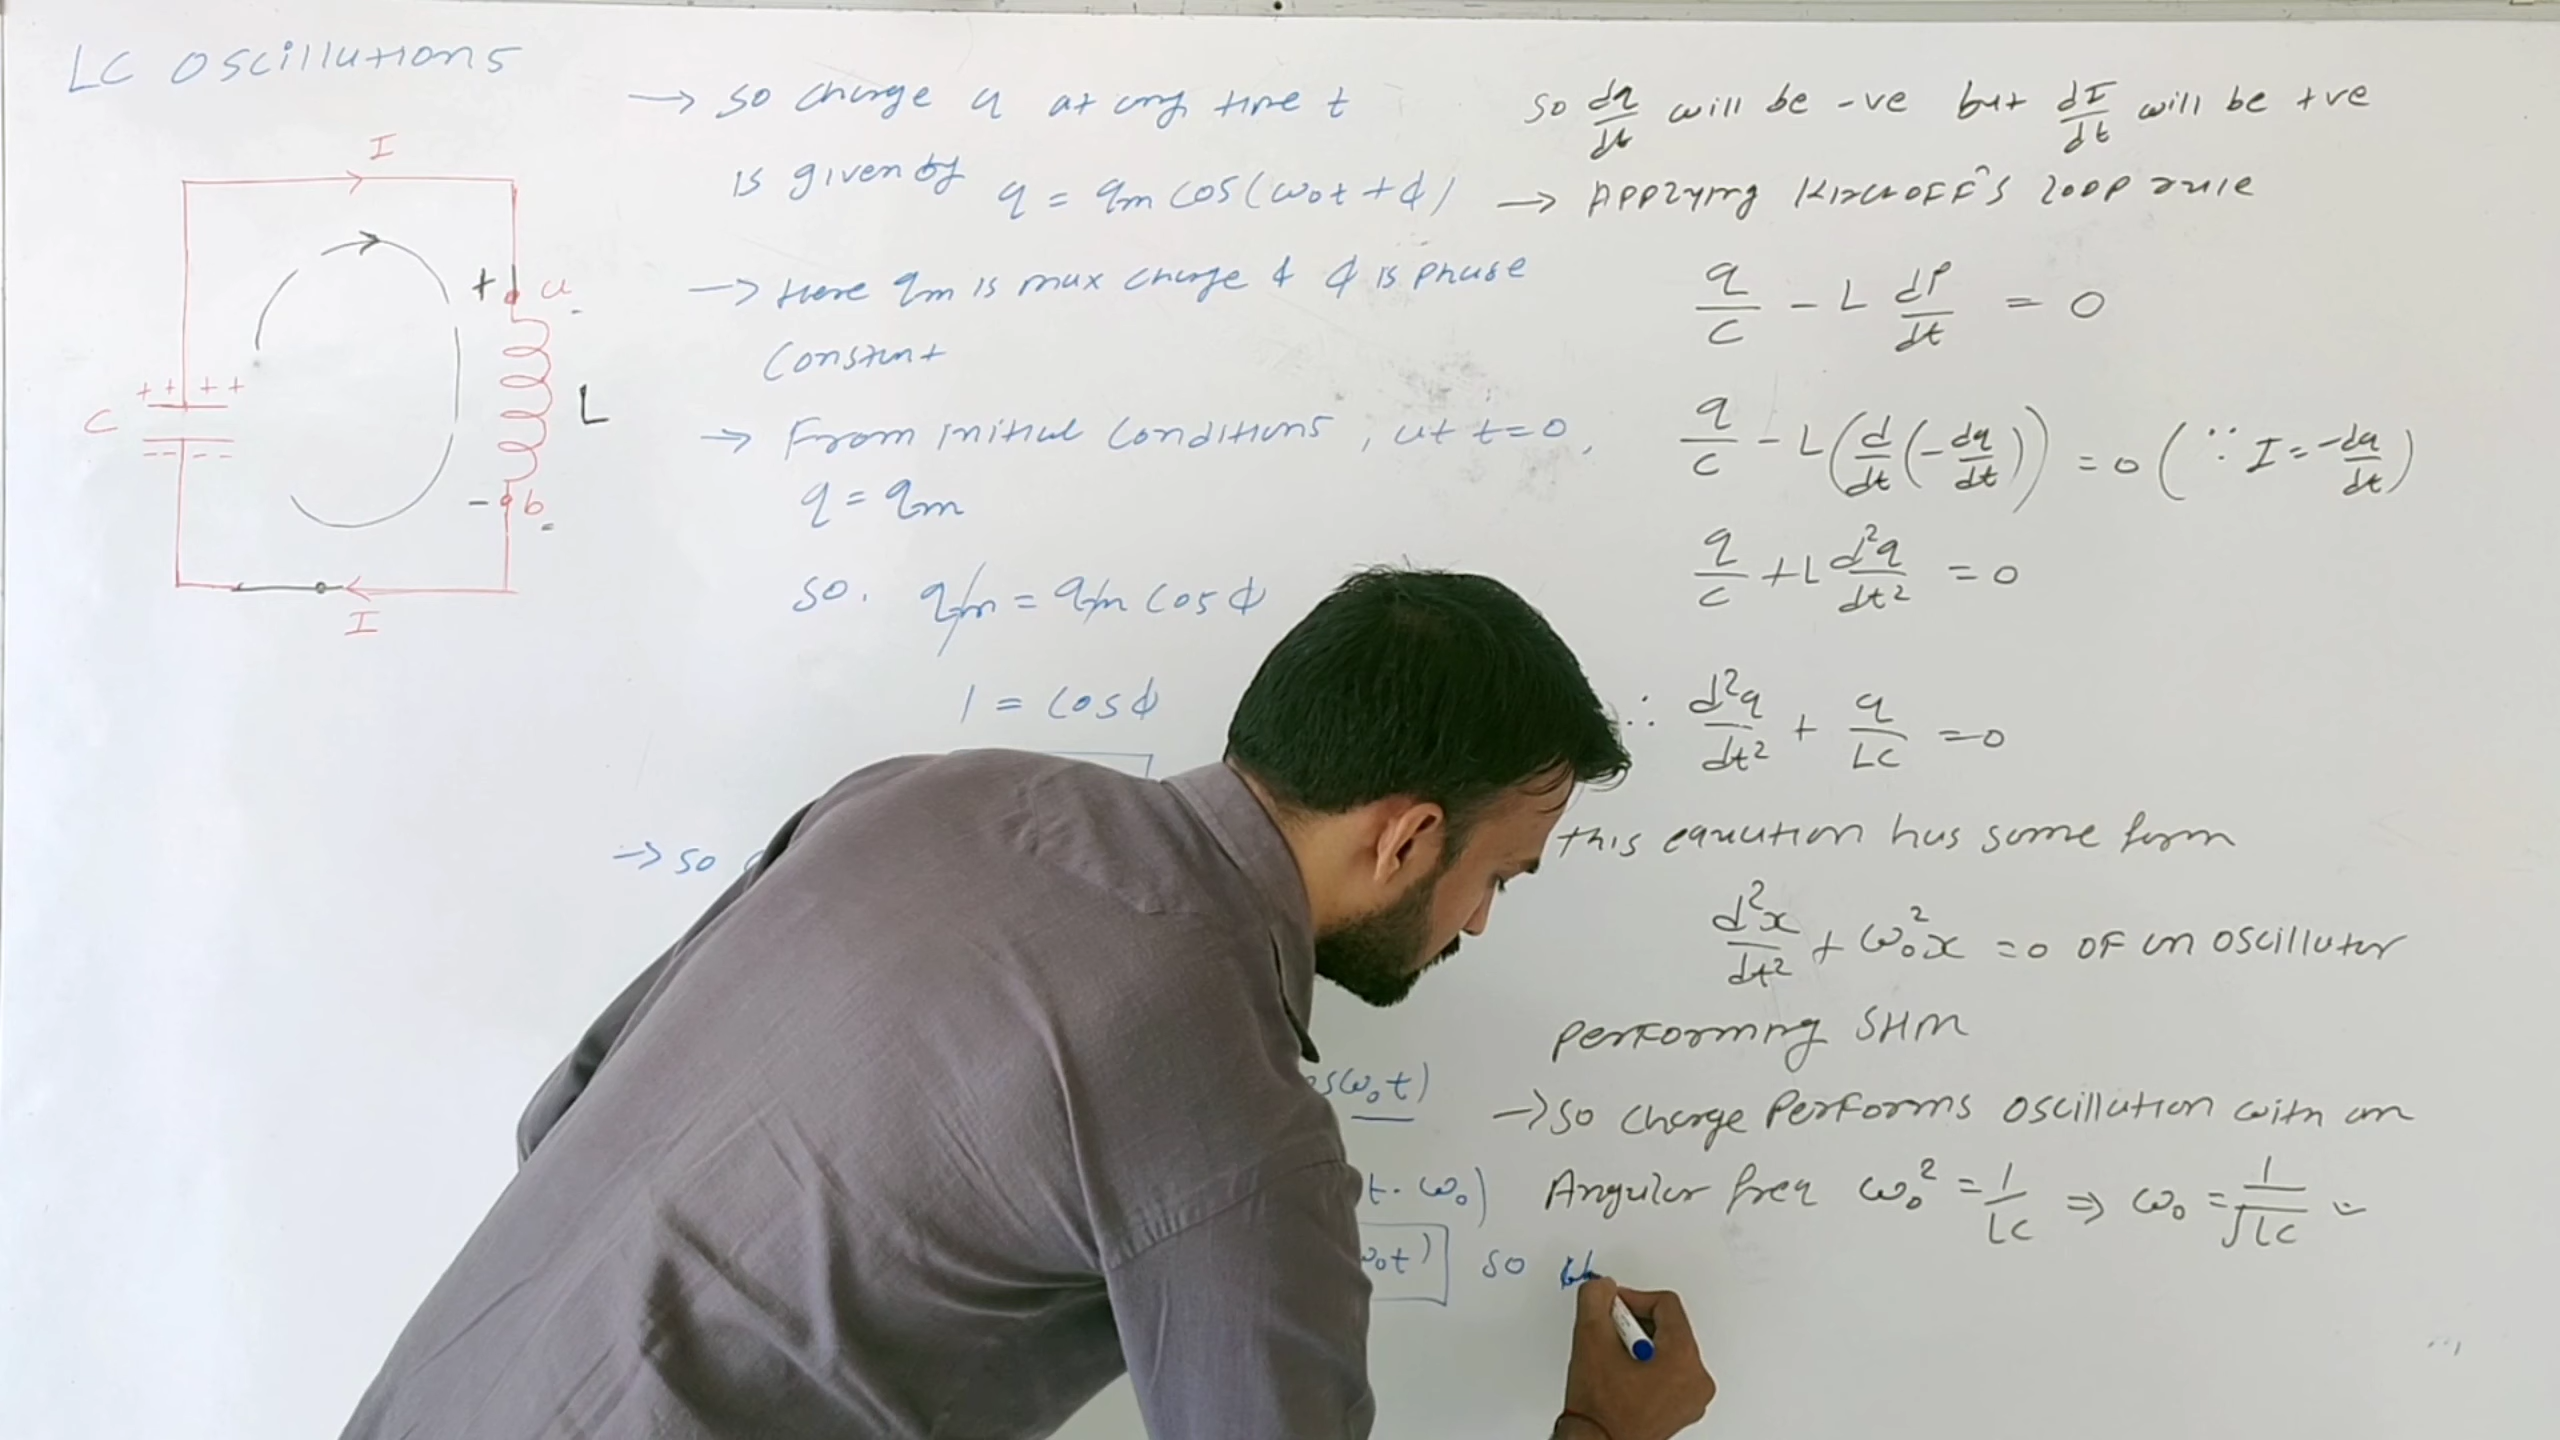 LC Oscillations
I
+ a
C
+ + + +
-- --
L
- b
I
→ So charge q at any time t
is given by q = qm cos(ω₀t + ϕ)
→ Here qm is max charge & ϕ is phase
constant
→ From initial conditions, at t=0,
q = qm
so. qm = qm cos ϕ
1 = cos ϕ
→ so
t)
t · ω₀)
t)
so dq/dt will be -ve but dI/dt will be +ve
→ Applying Kirchoff's loop rule
q/C - L dI/dt = 0
q/C - L(d/dt(-dq/dt)) = 0 (∵ I = -dq/dt)
q/C + L d²q/dt² = 0
∴ d²q/dt² + q/LC = 0
this equation has same form
d²x/dt² + ω₀²x = 0 of an oscillator
Performing SHM
→ so charge Performs oscillation with an
Angular freq ω₀² = 1/LC ⇒ ω₀ = 1/√LC
so